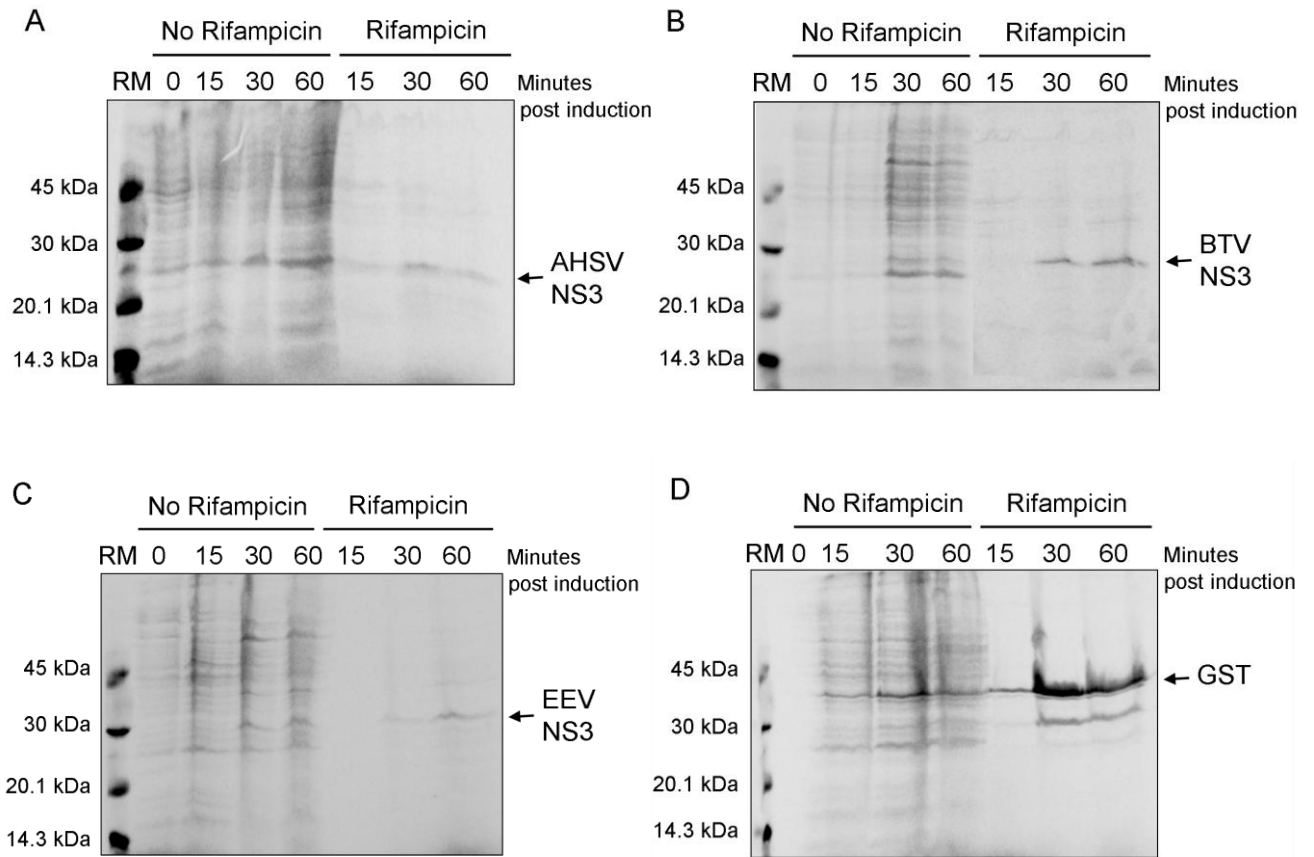 A
No Rifampicin Rifampicin
RM 0 15 30 60 15 30 60 Minutes
post induction
45 kDa
30 kDa
20.1 kDa
14.3 kDa
AHSV
NS3
B
No Rifampicin Rifampicin
RM 0 15 30 60 15 30 60 Minutes
post induction
45 kDa
30 kDa
20.1 kDa
14.3 kDa
BTV
NS3
C
No Rifampicin Rifampicin
RM 0 15 30 60 15 30 60 Minutes
post induction
45 kDa
30 kDa
20.1 kDa
14.3 kDa
EEV
NS3
D
No Rifampicin Rifampicin
RM 0 15 30 60 15 30 60 Minutes
post induction
45 kDa
30 kDa
20.1 kDa
14.3 kDa
GST